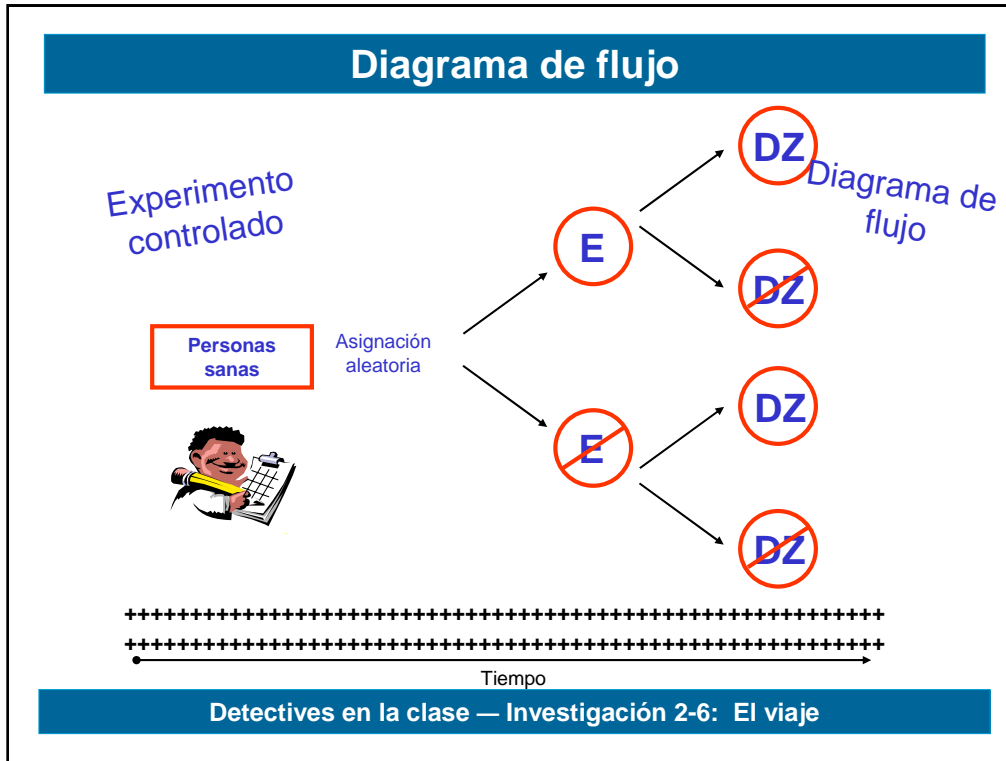 Diagrama de flujo
Experimento
controlado
Personas
sanas
Asignación
aleatoria
E
E
DZ
DZ
DZ
DZ
Diagrama de
flujo
++++++++++++++++++++++++++++++++++++++++++++++++++++++++++
++++++++++++++++++++++++++++++++++++++++++++++++++++++++++
Tiempo
Detectives en la clase — Investigación 2-6: El viaje